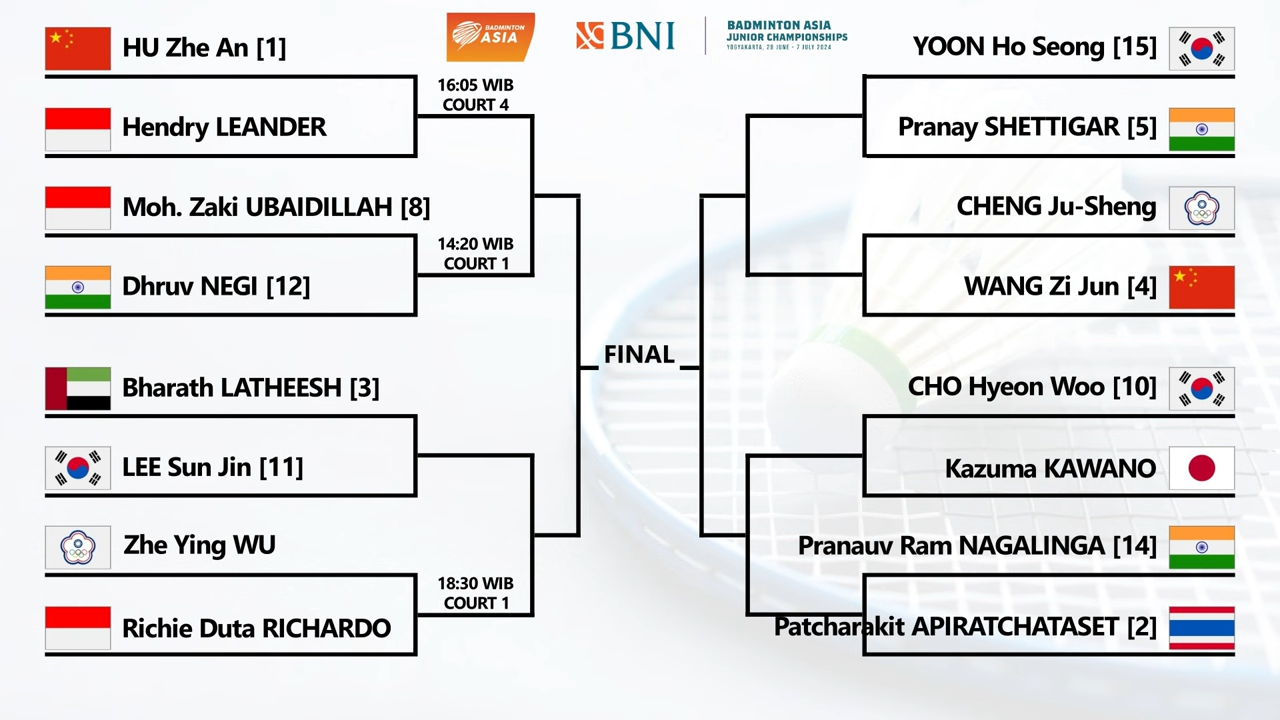 BADMINTON
ASIA
BNI
BADMINTON ASIA
JUNIOR CHAMPIONSHIPS
YOGYAKARTA, 28 JUNE - 7 JULY 2024
HU Zhe An [1]
16:05 WIB
COURT 4
Hendry LEANDER
Moh. Zaki UBAIDILLAH [8]
14:20 WIB
COURT 1
Dhruv NEGI [12]
Bharath LATHEESH [3]
LEE Sun Jin [11]
Zhe Ying WU
18:30 WIB
COURT 1
Richie Duta RICHARDO
FINAL
YOON Ho Seong [15]
Pranay SHETTIGAR [5]
CHENG Ju-Sheng
WANG Zi Jun [4]
CHO Hyeon Woo [10]
Kazuma KAWANO
Pranauv Ram NAGALINGA [14]
Patcharakit APIRATCHATASET [2]